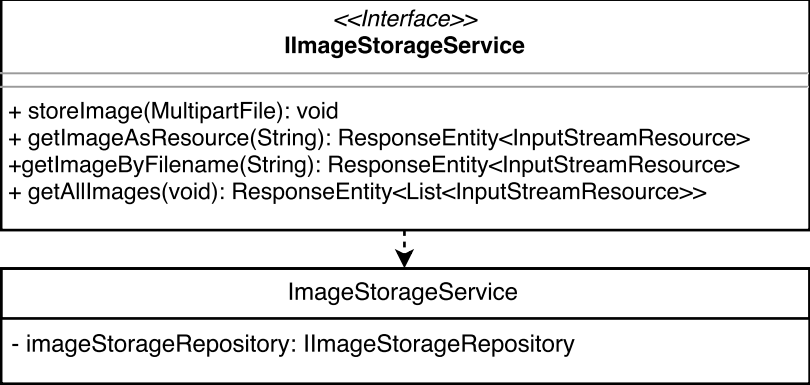 <<Interface>>
IImageStorageService
+ storeImage(MultipartFile): void
+ getImageAsResource(String): ResponseEntity<InputStreamResource>
+getImageByFilename(String): ResponseEntity<InputStreamResource>
+ getAllImages(void): ResponseEntity<List<InputStreamResource>>
ImageStorageService
- imageStorageRepository: IImageStorageRepository